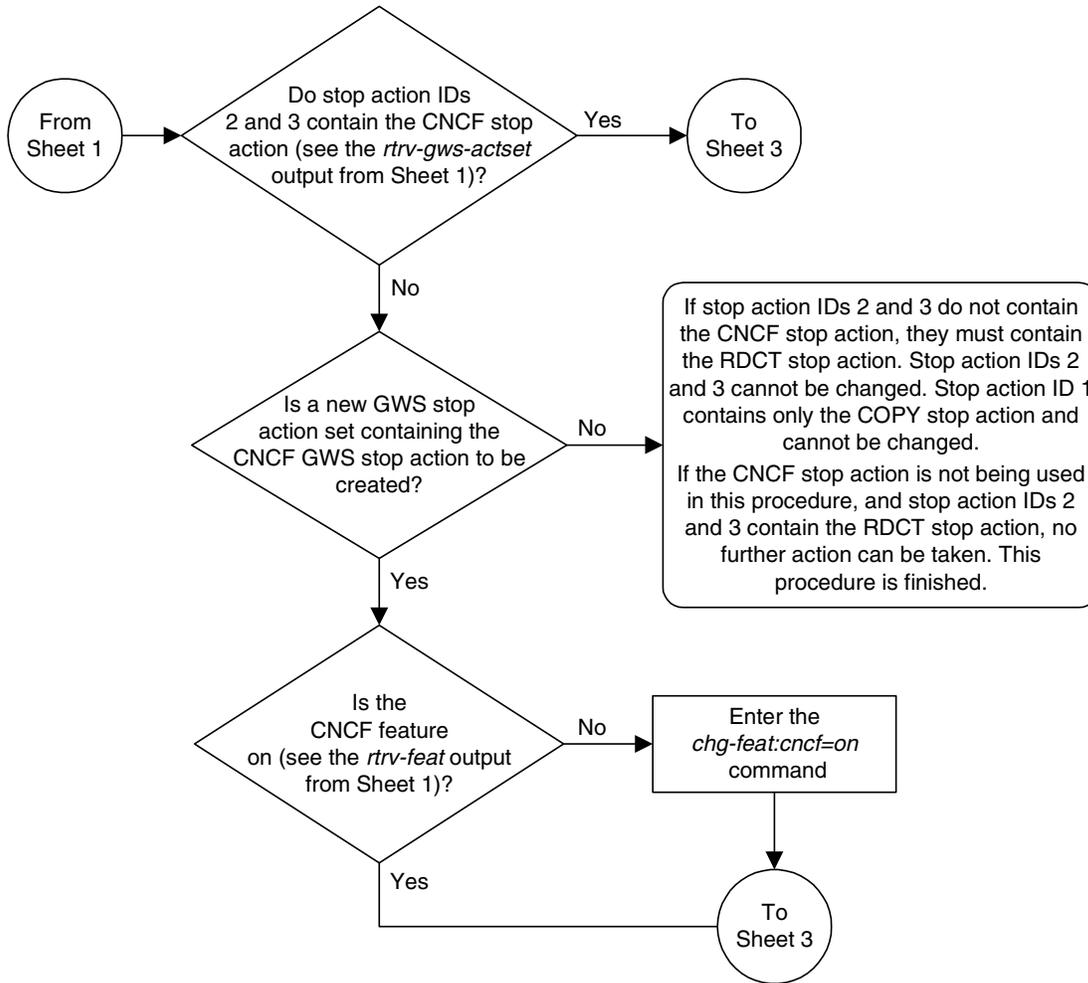 From
Sheet 1
Do stop action IDs
2 and 3 contain the CNCF stop
action (see the rtrv-gws-actset
output from Sheet 1)?
Yes
To
Sheet 3
No
If stop action IDs 2 and 3 do not contain
the CNCF stop action, they must contain
the RDCT stop action. Stop action IDs 2
and 3 cannot be changed. Stop action ID 1
contains only the COPY stop action and
cannot be changed.
If the CNCF stop action is not being used
in this procedure, and stop action IDs 2
and 3 contain the RDCT stop action, no
further action can be taken. This
procedure is finished.
Is a new GWS stop
action set containing the
CNCF GWS stop action to be
created?
No
Yes
Is the
CNCF feature
on (see the rtrv-feat output
from Sheet 1)?
No
Enter the
chg-feat:cncf=on
command
Yes
To
Sheet 3